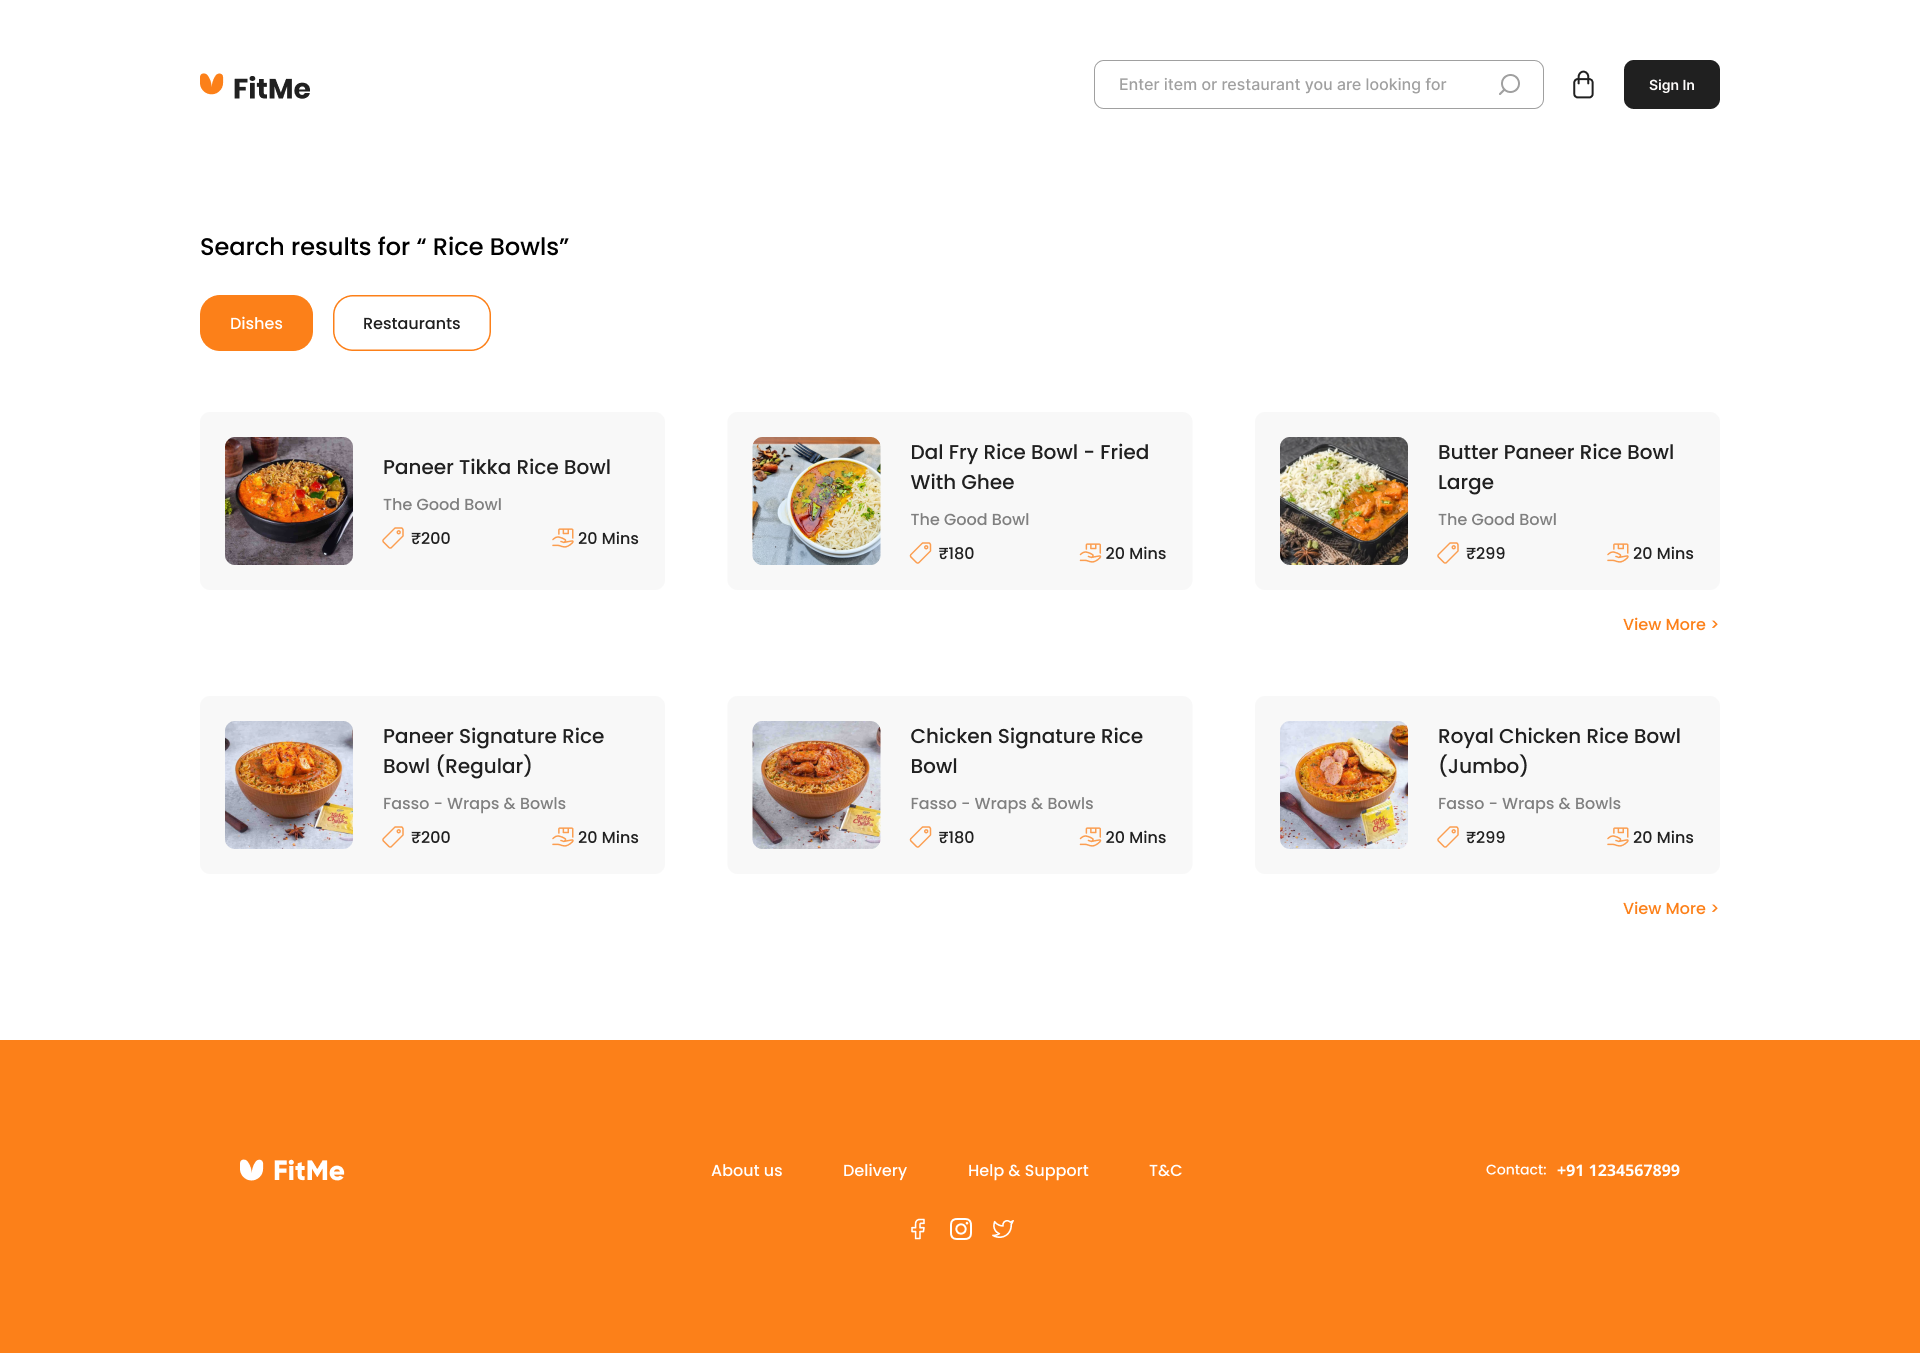 FitMe
Enter item or restaurant you are looking for
Sign In
Search results for “ Rice Bowls”
Dishes
Restaurants
Paneer Tikka Rice Bowl
The Good Bowl
₹200
20 Mins
Dal Fry Rice Bowl - Fried
With Ghee
The Good Bowl
₹180
20 Mins
Butter Paneer Rice Bowl
Large
The Good Bowl
₹299
20 Mins
View More >
Paneer Signature Rice
Bowl (Regular)
Fasso - Wraps & Bowls
₹200
20 Mins
Chicken Signature Rice
Bowl
Fasso - Wraps & Bowls
₹180
20 Mins
Royal Chicken Rice Bowl
(Jumbo)
Fasso - Wraps & Bowls
₹299
20 Mins
View More >
FitMe
About us
Delivery
Help & Support
T&C
Contact: +91 1234567899